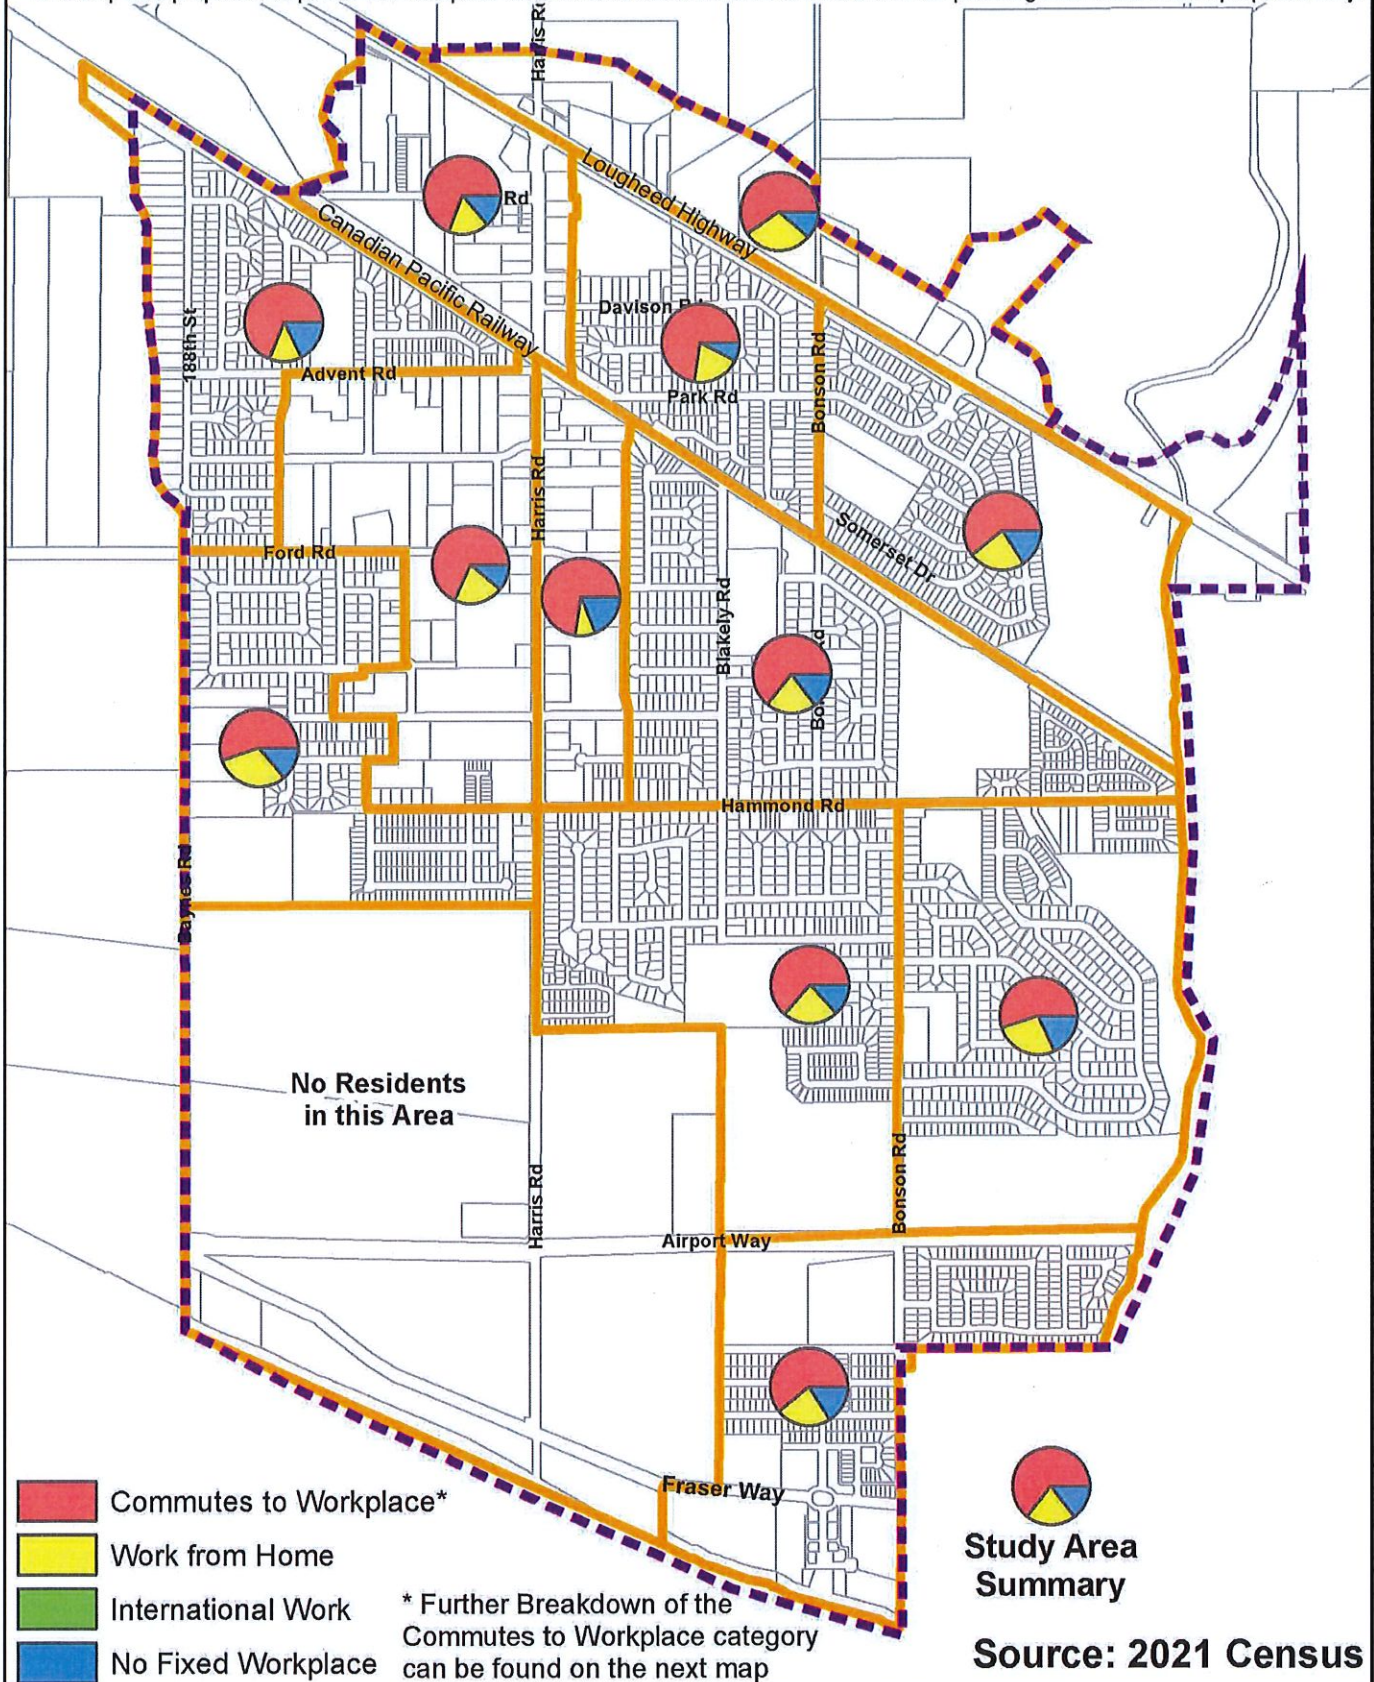 Harris Rd
Rd
Lougheed Highway
Canadian Pacific Railway
Davison
188th St
Bonson Rd
Advent Rd
Park Rd
Harris Rd
Somerset Dr
Ford Rd
Blakely Rd
Hammond Rd
Baynes Rd
No Residents
in this Area
Harris Rd
Bonson Rd
Airport Way
Fraser Way
Commutes to Workplace*
Work from Home
International Work
No Fixed Workplace
* Further Breakdown of the
Commutes to Workplace category
can be found on the next map
Study Area
Summary
Source: 2021 Census